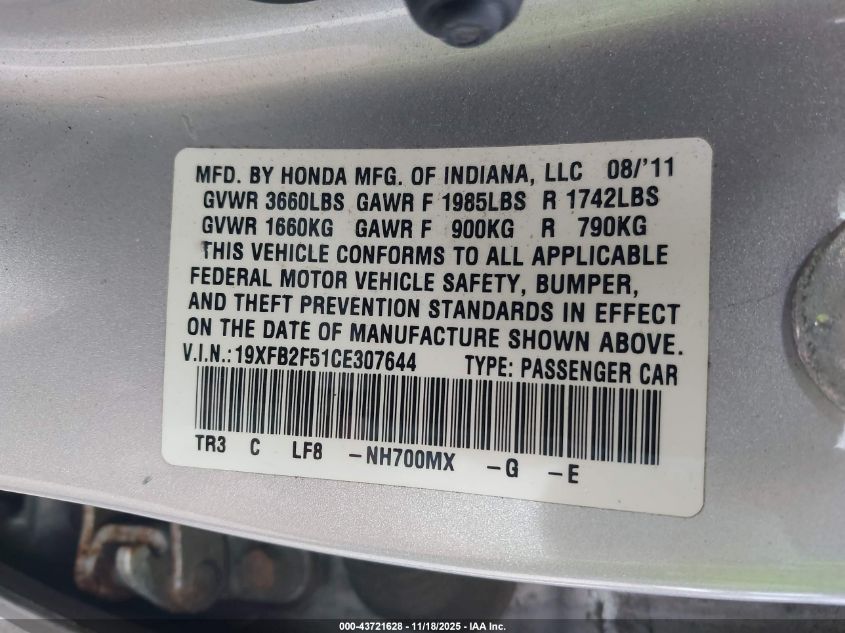 MFD. BY HONDA MFG. OF INDIANA, LLC 08/'11
GVWR 3660LBS GAWR F 1985LBS R 1742LBS
GVWR 1660KG GAWR F 900KG R 790KG
THIS VEHICLE CONFORMS TO ALL APPLICABLE
FEDERAL MOTOR VEHICLE SAFETY, BUMPER,
AND THEFT PREVENTION STANDARDS IN EFFECT
ON THE DATE OF MANUFACTURE SHOWN ABOVE.
V.I.N.:19XFB2F51CE307644 TYPE: PASSENGER CAR
TR3 C LF8 -NH700MX -G -E
000-43721628 - 11/18/2025 - IAA Inc.